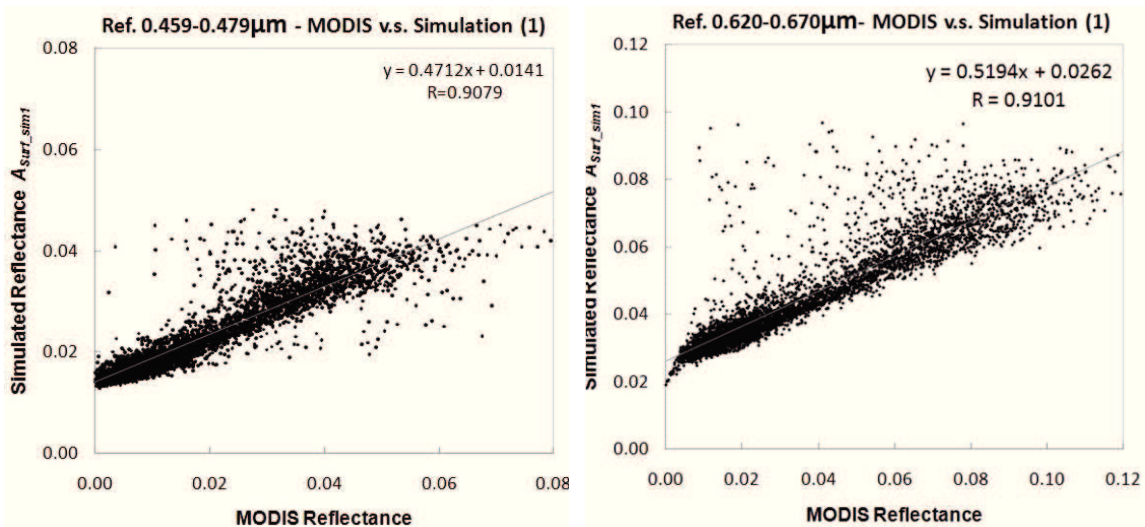 Ref. 0.459-0.479μm - MODIS v.s. Simulation (1)
y = 0.4712x + 0.0141
R=0.9079
Simulated Reflectance A_Surf_sim1
0.08
0.06
0.04
0.02
0.00
0.00 0.02 0.04 0.06 0.08
MODIS Reflectance
Ref. 0.620-0.670μm- MODIS v.s. Simulation (1)
y = 0.5194x + 0.0262
R = 0.9101
Simulated Reflectance A_Surf_sim1
0.12
0.10
0.08
0.06
0.04
0.02
0.00
0.00 0.02 0.04 0.06 0.08 0.10 0.12
MODIS Reflectance